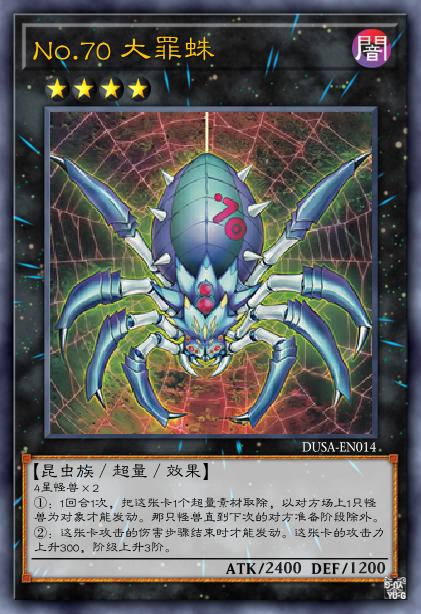 No.70 大罪蛛
闇
70
DUSA-EN014
【昆虫族／超量／效果】
4星怪兽×2
①：1回合1次，把这张卡1个超量素材取除，以对方场上1只怪
兽为对象才能发动。那只怪兽直到下次的对方准备阶段除外。
②：这张卡攻击的伤害步骤结束时才能发动。这张卡的攻击力
上升300，阶级上升3阶。
ATK/2400 DEF/1200